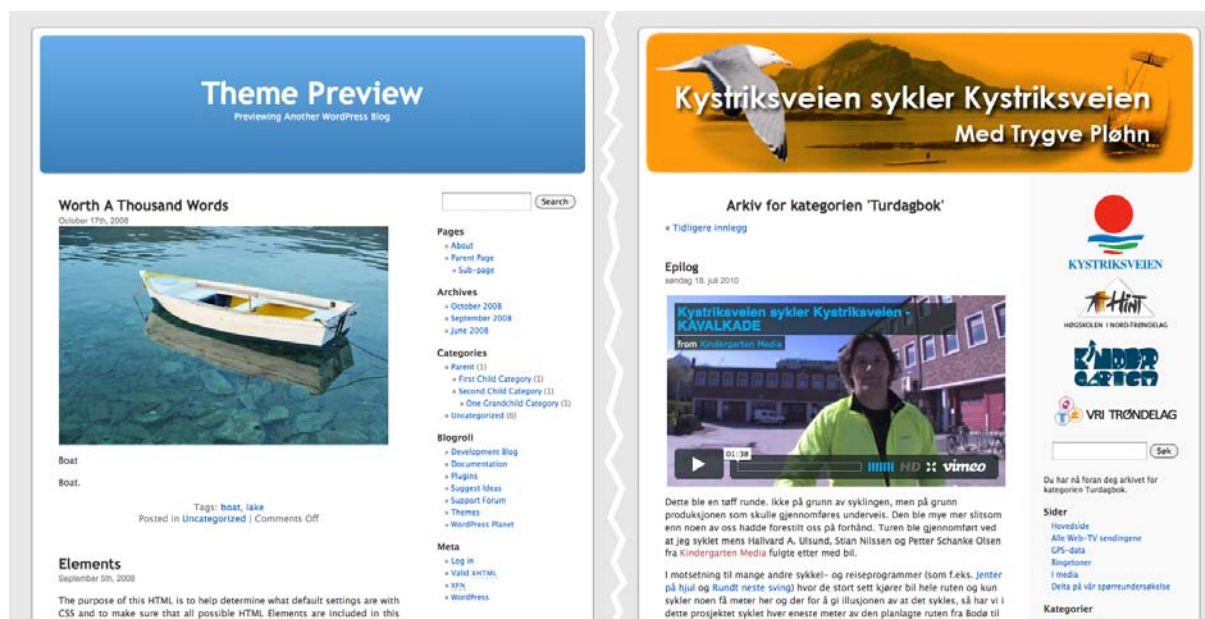 Theme Preview
Previewing Another WordPress Blog
Worth A Thousand Words
October 17th, 2008
Boat
Boat.
Tags: boat, lake
Posted in Uncategorized | Comments Off
Elements
September 5th, 2008
The purpose of this HTML is to help determine what default settings are with
CSS and to make sure that all possible HTML Elements are included in this
Search
Pages
» About
» Parent Page
» Sub-page
Archives
» October 2008
» September 2008
» June 2008
Categories
» Parent (1)
» First Child Category (1)
» Second Child Category (1)
» One Grandchild Category (1)
» Uncategorized (6)
Blogroll
» Development Blog
» Documentation
» Plugins
» Suggest Ideas
» Support Forum
» Themes
» WordPress Planet
Meta
» Log in
» Valid XHTML
» XFN
» WordPress
Kystriksveien sykler Kystriksveien
Med Trygve Pløhn
Arkiv for kategorien 'Turdagbok'
« Tidligere innlegg
Epilog
søndag 18. juli 2010
Kystriksveien sykler Kystriksveien -
KAVALKADE
from Kindergarten Media
01:38
HD vimeo
Dette ble en tøff runde. Ikke på grunn av syklingen, men på grunn
produksjonen som skulle gjennomføres underveis. Den ble mye mer slitsom
enn noen av oss hadde forestilt oss på forhånd. Turen ble gjennomført ved
at jeg syklet mens Hallvard A. Ulsund, Stian Nilssen og Petter Schanke Olsen
fra Kindergarten Media fulgte etter med bil.
I motsetning til mange andre sykkel- og reiseprogrammer (som f.eks. Jenter
på hjul og Rundt neste sving) hvor de stort sett kjører bil hele ruten og kun
sykler noen få meter her og der for å gi illusjonen av at det sykles, så har vi i
dette prosjektet syklet hver eneste meter av den planlagte ruten fra Bodø til
KYSTRIKSVEIEN
HINT
HØGSKOLEN I NORD-TRØNDELAG
KINDER
GARTEN
VRI TRØNDELAG
Søk
Du har nå foran deg arkivet for
kategorien Turdagbok.
Sider
Hovedside
Alle Web-TV sendingene
GPS-data
Ringetoner
I media
Delta på vår spørreundersøkelse
Kategorier